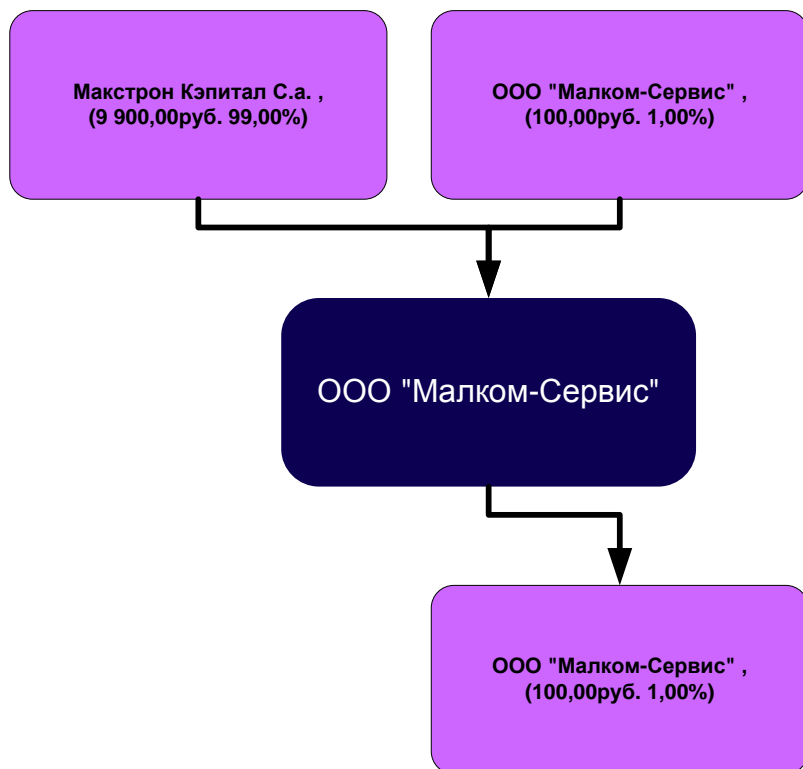 Макстрон Кэпитал С.а. ,
(9 900,00руб. 99,00%)
ООО "Малком-Сервис" ,
(100,00руб. 1,00%)
ООО "Малком-Сервис"
ООО "Малком-Сервис" ,
(100,00руб. 1,00%)